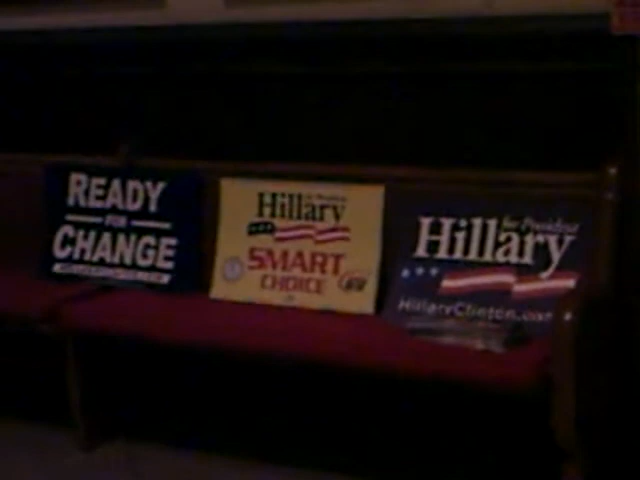 READY
FOR
CHANGE
Hillary
SMART
CHOICE
for President
Hillary
HillaryClinton.com